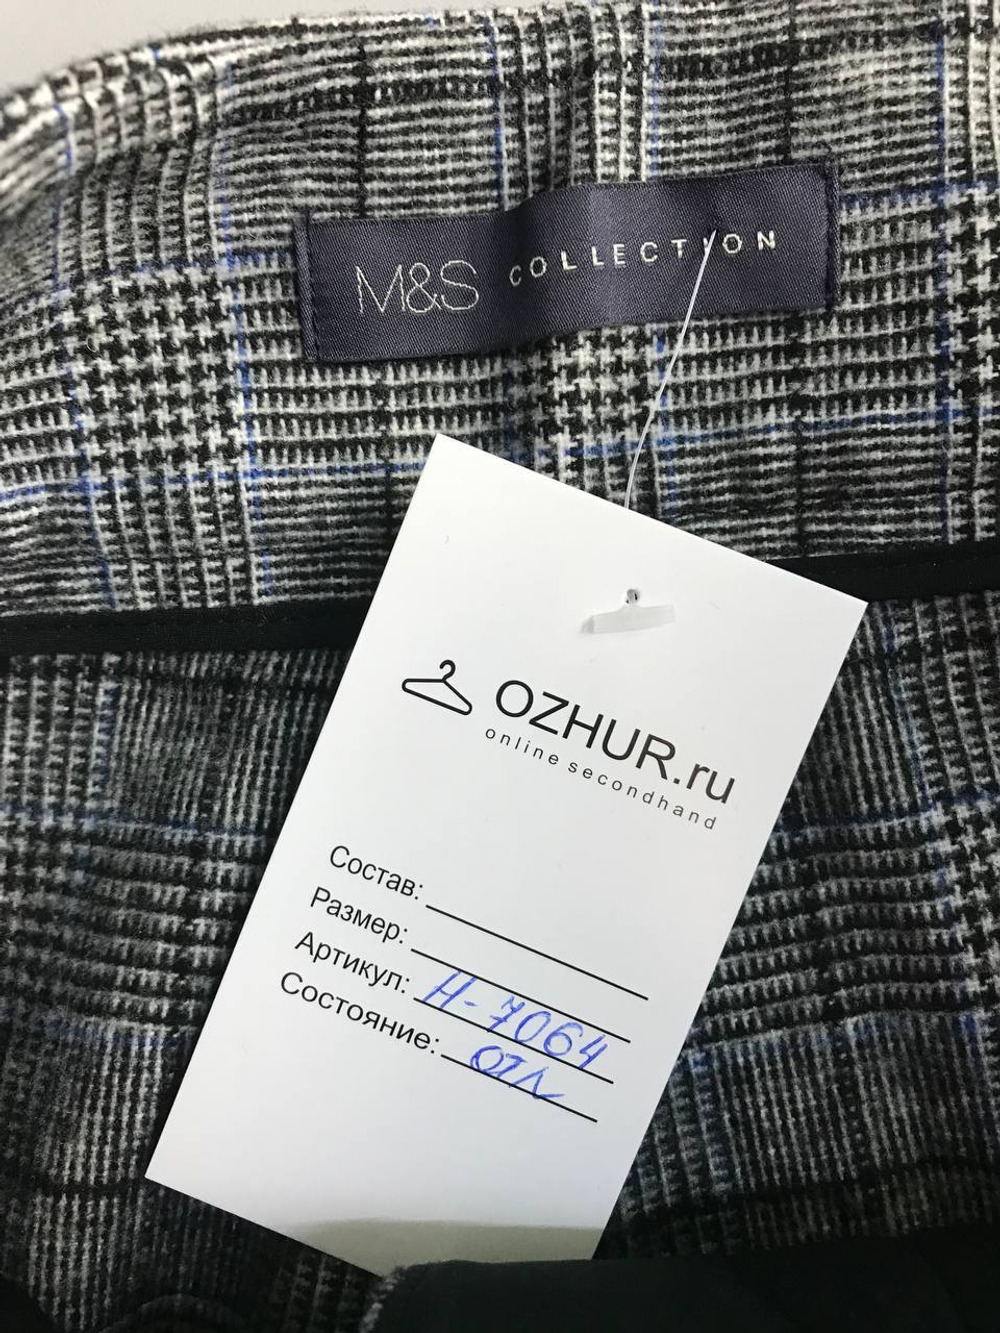 M&S COLLECTION
OZHUR.ru
online secondhand
Состав:
Размер:
Артикул: Н-7064
Состояние: отл